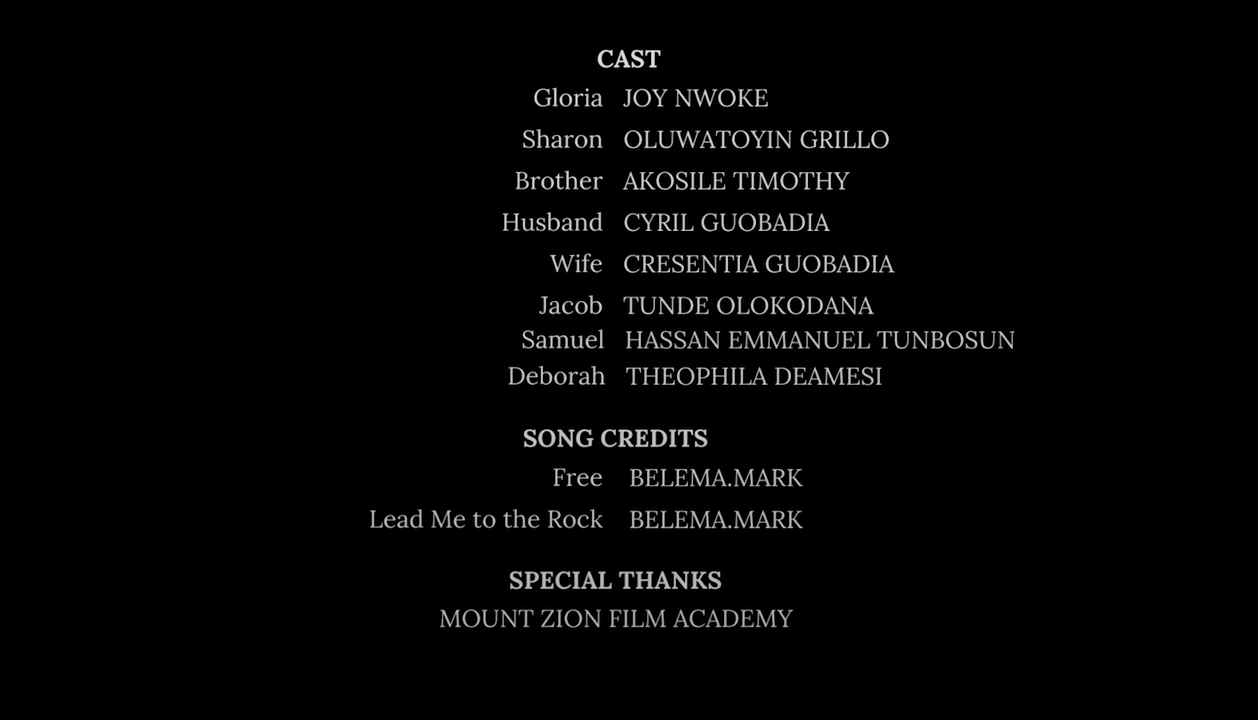 CAST
Gloria JOY NWOKE
Sharon OLUWATOYIN GRILLO
Brother AKOSILE TIMOTHY
Husband CYRIL GUOBADIA
Wife CRESENTIA GUOBADIA
Jacob TUNDE OLOKODANA
Samuel HASSAN EMMANUEL TUNBOSUN
Deborah THEOPHILA DEAMESI
SONG CREDITS
Free BELEMA.MARK
Lead Me to the Rock BELEMA.MARK
SPECIAL THANKS
MOUNT ZION FILM ACADEMY